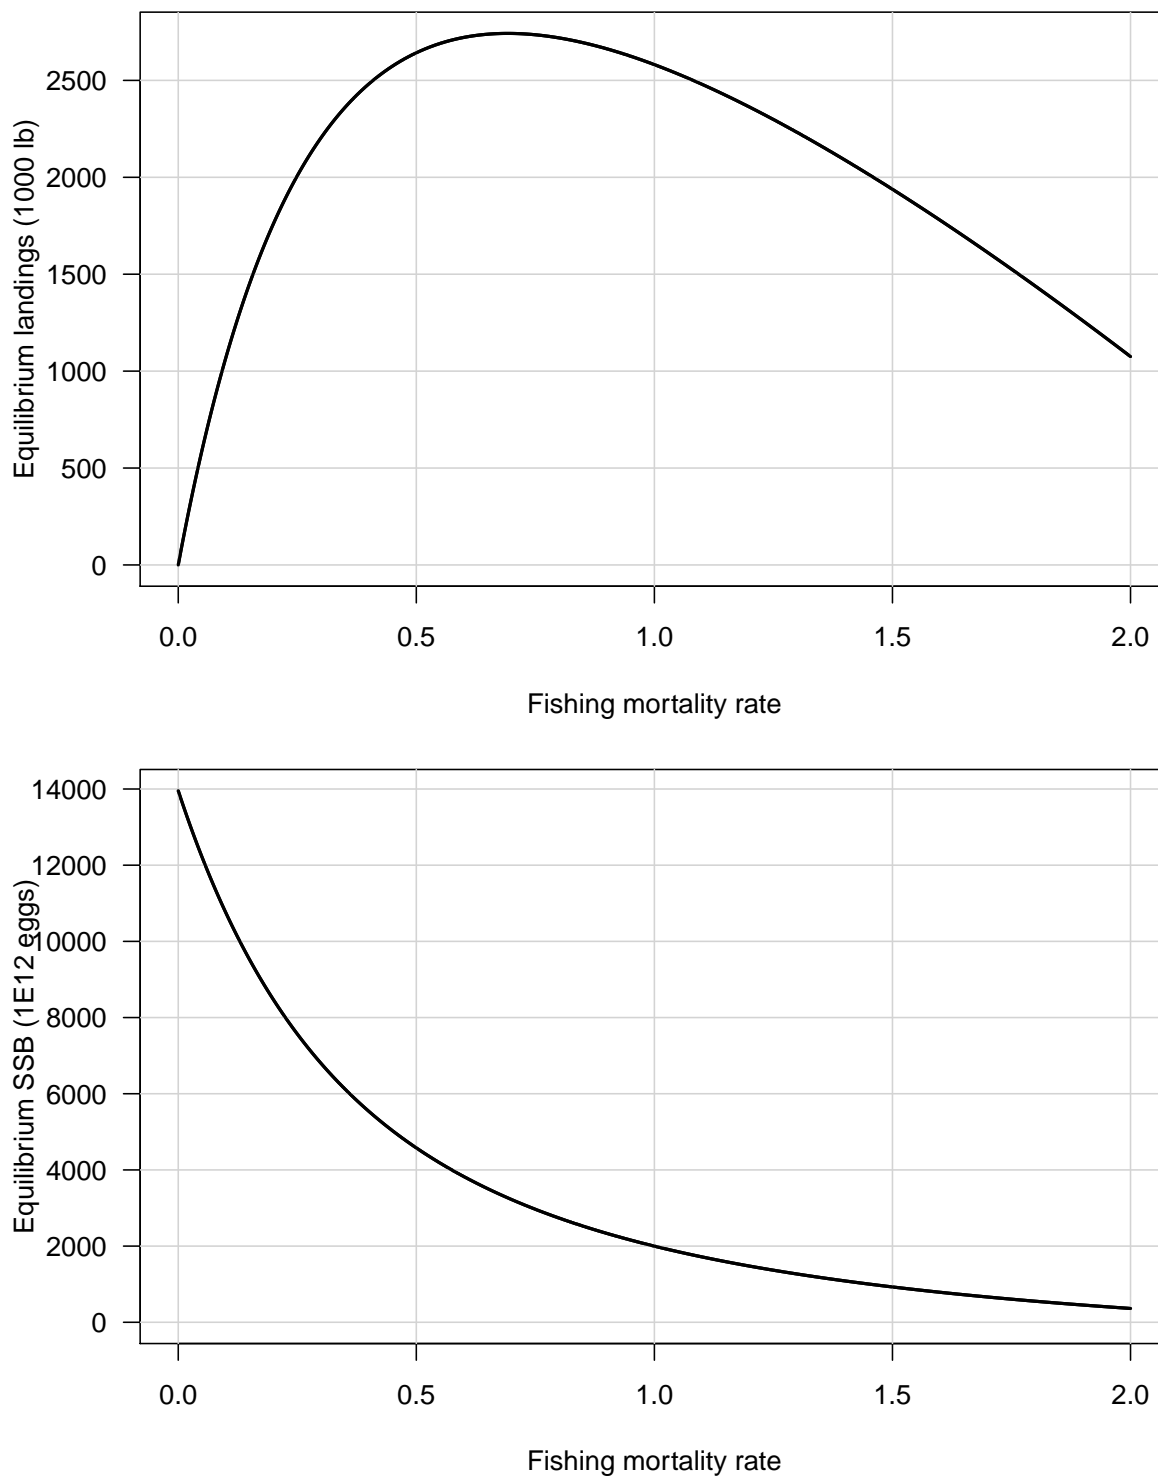 Equilibrium landings (1000 lb)
2500
2000
1500
1000
500
0
0.0 0.5 1.0 1.5 2.0
Fishing mortality rate
Equilibrium SSB (1E12 eggs)
14000
12000
10000
8000
6000
4000
2000
0
0.0 0.5 1.0 1.5 2.0
Fishing mortality rate